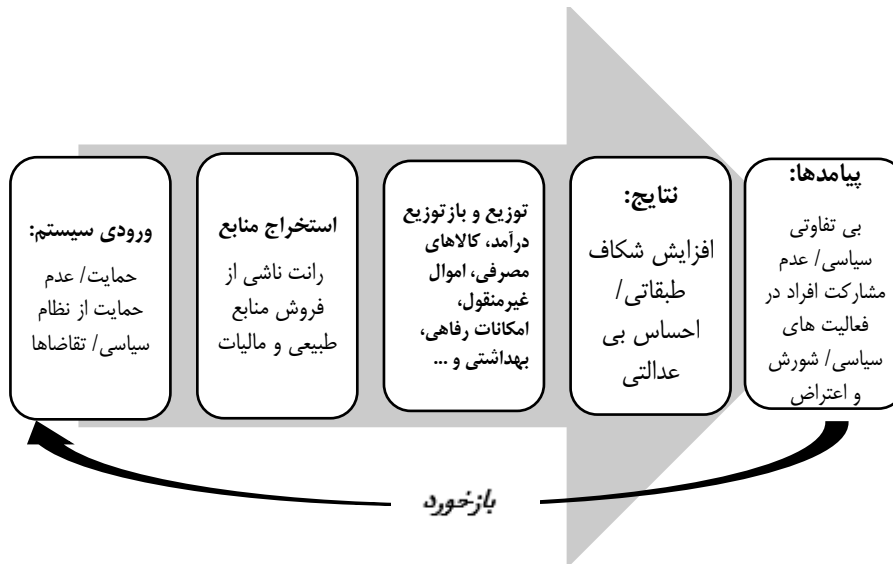 ورودی سیستم:
حمایت/ عدم
حمایت از نظام
سیاسی/ تقاضاها
استخراج منابع
رانت ناشی از
فروش منابع
طبیعی و مالیات
توزیع و بازتوزیع
درآمد، کالاهای
مصرفی، اموال
غیرمنقول،
امکانات رفاهی،
بهداشتی و ...
نتایج:
افزایش شکاف
طبقاتی/
احساس بی
عدالتی
پیامدها:
بی تفاوتی
سیاسی/ عدم
مشارکت افراد در
فعالیت های
سیاسی/ شورش
و اعتراض
بازخورد